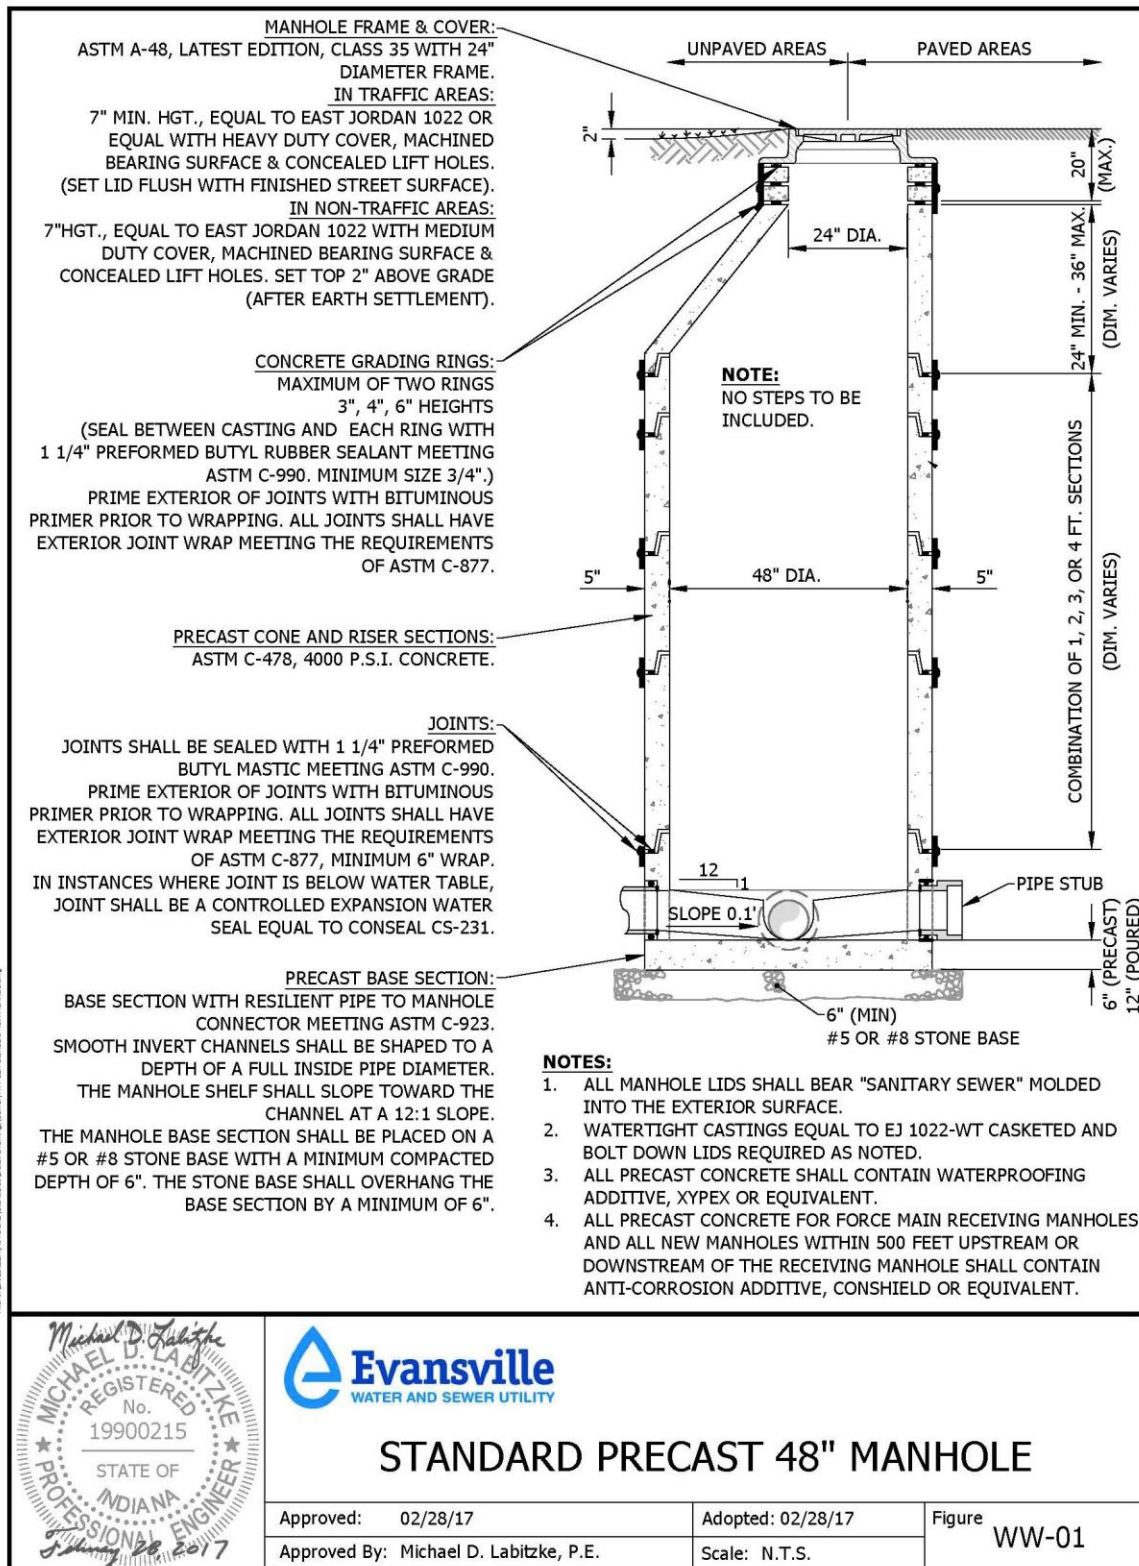 MANHOLE FRAME & COVER:
ASTM A-48, LATEST EDITION, CLASS 35 WITH 24"
DIAMETER FRAME.
IN TRAFFIC AREAS:
7" MIN. HGT., EQUAL TO EAST JORDAN 1022 OR
EQUAL WITH HEAVY DUTY COVER, MACHINED
BEARING SURFACE & CONCEALED LIFT HOLES.
(SET LID FLUSH WITH FINISHED STREET SURFACE).
IN NON-TRAFFIC AREAS:
7"HGT., EQUAL TO EAST JORDAN 1022 WITH MEDIUM
DUTY COVER, MACHINED BEARING SURFACE &
CONCEALED LIFT HOLES. SET TOP 2" ABOVE GRADE
(AFTER EARTH SETTLEMENT).
CONCRETE GRADING RINGS:
MAXIMUM OF TWO RINGS
3", 4", 6" HEIGHTS
(SEAL BETWEEN CASTING AND EACH RING WITH
1 1/4" PREFORMED BUTYL RUBBER SEALANT MEETING
ASTM C-990. MINIMUM SIZE 3/4".)
PRIME EXTERIOR OF JOINTS WITH BITUMINOUS
PRIMER PRIOR TO WRAPPING. ALL JOINTS SHALL HAVE
EXTERIOR JOINT WRAP MEETING THE REQUIREMENTS
OF ASTM C-877.
PRECAST CONE AND RISER SECTIONS:
ASTM C-478, 4000 P.S.I. CONCRETE.
JOINTS:
JOINTS SHALL BE SEALED WITH 1 1/4" PREFORMED
BUTYL MASTIC MEETING ASTM C-990.
PRIME EXTERIOR OF JOINTS WITH BITUMINOUS
PRIMER PRIOR TO WRAPPING. ALL JOINTS SHALL HAVE
EXTERIOR JOINT WRAP MEETING THE REQUIREMENTS
OF ASTM C-877, MINIMUM 6" WRAP.
IN INSTANCES WHERE JOINT IS BELOW WATER TABLE,
JOINT SHALL BE A CONTROLLED EXPANSION WATER
SEAL EQUAL TO CONSEAL CS-231.
PRECAST BASE SECTION:
BASE SECTION WITH RESILIENT PIPE TO MANHOLE
CONNECTOR MEETING ASTM C-923.
SMOOTH INVERT CHANNELS SHALL BE SHAPED TO A
DEPTH OF A FULL INSIDE PIPE DIAMETER.
THE MANHOLE SHELF SHALL SLOPE TOWARD THE
CHANNEL AT A 12:1 SLOPE.
THE MANHOLE BASE SECTION SHALL BE PLACED ON A
#5 OR #8 STONE BASE WITH A MINIMUM COMPACTED
DEPTH OF 6". THE STONE BASE SHALL OVERHANG THE
BASE SECTION BY A MINIMUM OF 6".
UNPAVED AREAS
PAVED AREAS
2"
20"
(MAX.)
24" DIA.
24" MIN. - 36" MAX.
(DIM. VARIES)
NOTE:
NO STEPS TO BE
INCLUDED.
5"
48" DIA.
5"
COMBINATION OF 1, 2, 3, OR 4 FT. SECTIONS
(DIM. VARIES)
12
1
SLOPE 0.1'
PIPE STUB
6" (PRECAST)
12" (POURED)
6" (MIN)
#5 OR #8 STONE BASE
NOTES:
1. ALL MANHOLE LIDS SHALL BEAR "SANITARY SEWER" MOLDED
INTO THE EXTERIOR SURFACE.
2. WATERTIGHT CASTINGS EQUAL TO EJ 1022-WT CASKETED AND
BOLT DOWN LIDS REQUIRED AS NOTED.
3. ALL PRECAST CONCRETE SHALL CONTAIN WATERPROOFING
ADDITIVE, XYPEX OR EQUIVALENT.
4. ALL PRECAST CONCRETE FOR FORCE MAIN RECEIVING MANHOLES
AND ALL NEW MANHOLES WITHIN 500 FEET UPSTREAM OR
DOWNSTREAM OF THE RECEIVING MANHOLE SHALL CONTAIN
ANTI-CORROSION ADDITIVE, CONSHIELD OR EQUIVALENT.
Michael D. Labitzke
MICHAEL D. LABITZKE
REGISTERED
No.
19900215
STATE OF
INDIANA
PROFESSIONAL ENGINEER
February 28, 2017
Evansville
WATER AND SEWER UTILITY
STANDARD PRECAST 48" MANHOLE
Approved: 02/28/17
Adopted: 02/28/17
Figure
WW-01
Approved By: Michael D. Labitzke, P.E.
Scale: N.T.S.